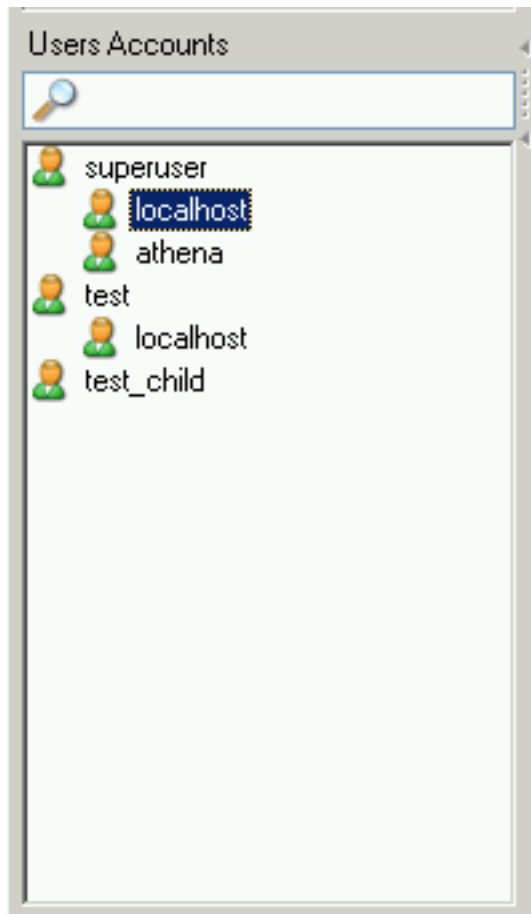 Users Accounts
superuser
localhost
athena
test
localhost
test_child